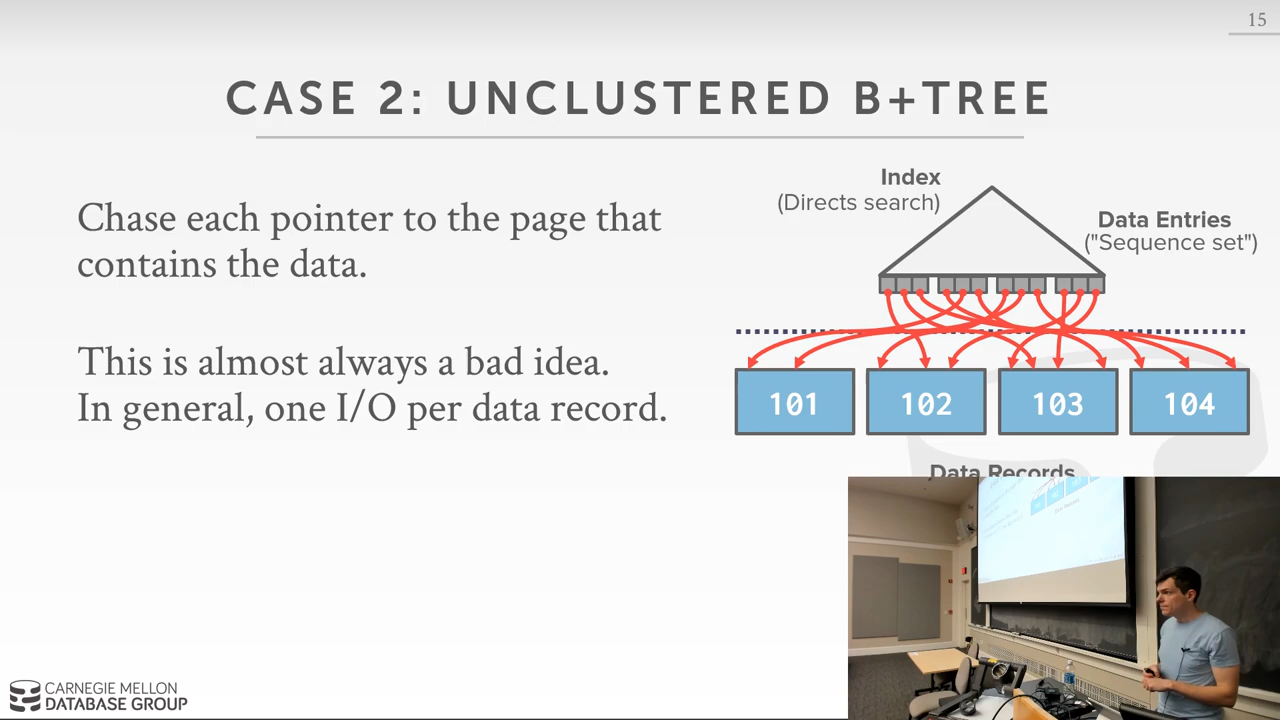 15
CASE 2: UNCLUSTERED B+TREE
Chase each pointer to the page that
contains the data.
This is almost always a bad idea.
In general, one I/O per data record.
Index
(Directs search)
Data Entries
("Sequence set")
101 102 103 104
Data Records
CARNEGIE MELLON
DATABASE GROUP